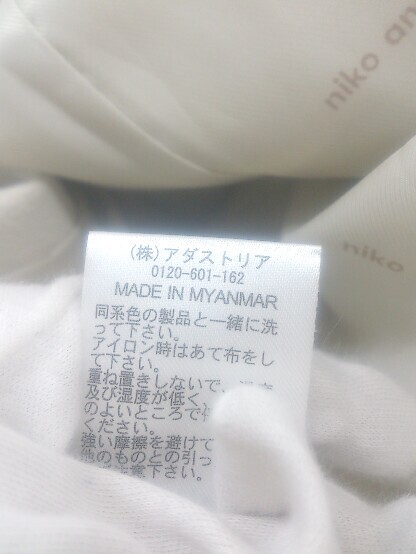 niko an
niko
(株)アダストリア
0120-601-162
MADE IN MYANMAR
同系色の製品と一緒に洗
って下さい。
アイロン時はあて布をし
て下さい。
重ね置きしないで、
及び湿度が低く
のよいところで
ください。
強い摩擦を避けて
他のものとの引っ
意下さい。